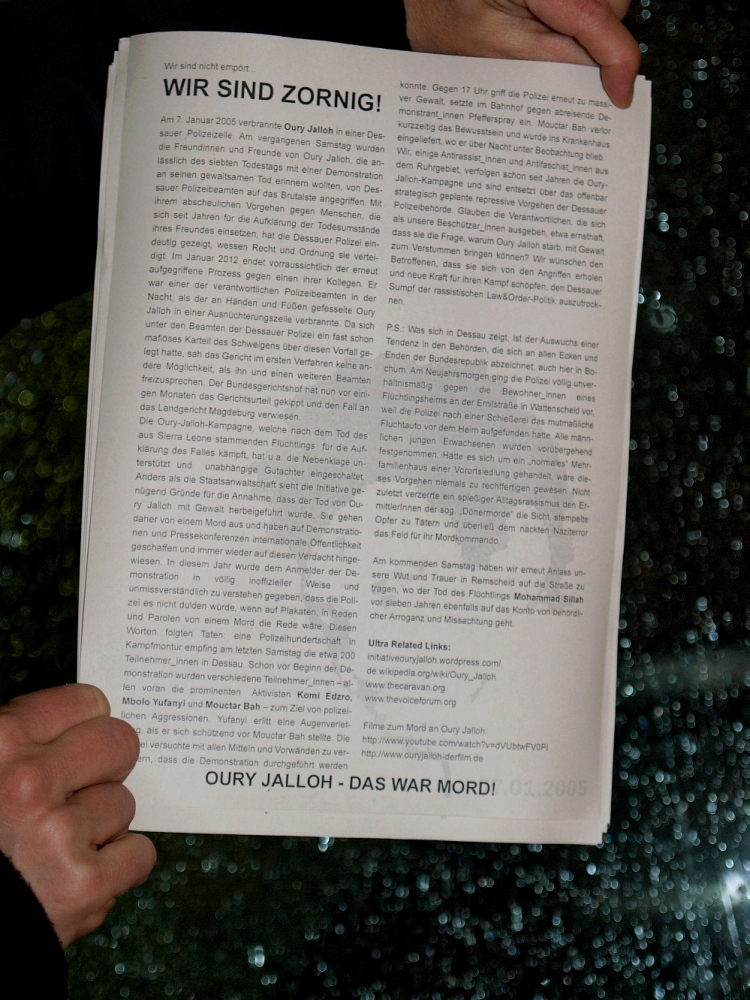 Wir sind nicht empört...
WIR SIND ZORNIG!
Am 7. Januar 2005 verbrannte Oury Jalloh in einer Des-
sauer Polizeizelle. Am vergangenen Samstag wurden
die Freundinnen und Freunde von Oury Jalloh, die an-
lässlich des siebten Todestags mit einer Demonstration
an seinen gewaltsamen Tod erinnern wollten, von Des-
sauer Polizeibeamten auf das Brutalste angegriffen. Mit
ihrem abscheulichen Vorgehen gegen Menschen, die
sich seit Jahren für die Aufklärung der Todesumstände
ihres Freundes einsetzen, hat die Dessauer Polizei ein-
deutig gezeigt, wessen Recht und Ordnung sie vertei-
digt. Im Januar 2012 endet vorraussichtlich der erneut
aufgegriffene Prozess gegen einen ihrer Kollegen. Er
war einer der verantwortlichen Polizeibeamten in der
Nacht, als der an Händen und Füßen gefesselte Oury
Jalloh in einer Ausnüchterungszelle verbrannte. Da sich
unter den Beamten der Dessauer Polizei ein fast schon
mafiöses Kartell des Schweigens über diesen Vorfall ge-
legt hatte, sah das Gericht im ersten Verfahren keine an-
dere Möglichkeit, als ihn und einen weiteren Beamten
freizusprechen. Der Bundesgerichtshof hat nun vor eini-
gen Monaten das Gerichtsurteil gekippt und den Fall an
das Landgericht Magdeburg verwiesen.
Die Oury-Jalloh-Kampagne, welche nach dem Tod des
aus Sierra Leone stammenden Flüchtlings für die Auf-
klärung des Falles kämpft, hat u.a. die Nebenklage un-
terstützt und unabhängige Gutachter eingeschaltet.
Anders als die Staatsanwaltschaft sieht die Initiative ge-
nügend Gründe für die Annahme, dass der Tod von Ou-
ry Jalloh mit Gewalt herbeigeführt wurde. Sie gehen
daher von einem Mord aus und haben auf Demonstratio-
nen und Pressekonferenzen internationale Öffentlichkeit
geschaffen und immer wieder auf diesen Verdacht hinge-
wiesen. In diesem Jahr wurde dem Anmelder der De-
monstration in völlig inoffizieller Weise und
unmissverständlich zu verstehen gegeben, dass die Poli-
zei es nicht dulden würde, wenn auf Plakaten, in Reden
und Parolen von einem Mord die Rede wäre. Diesen
Worten folgten Taten: eine Polizeihundertschaft in
Kampfmontur empfing am letzten Samstag die etwa 200
Teilnehmer_innen in Dessau. Schon vor Beginn der De-
monstration wurden verschiedene Teilnehmer_innen – al-
len voran die prominenten Aktivisten Komi Edzro,
Mbolo Yufanyi und Mouctar Bah – zum Ziel von polizei-
lichen Aggressionen. Yufanyi erlitt eine Augenverlet-
als er sich schützend vor Mouctar Bah stellte. Die
versuchte mit allen Mitteln und Vorwänden zu ver-
dass die Demonstration durchgeführt werden
konnte. Gegen 17 Uhr griff die Polizei erneut zu massi-
ver Gewalt, setzte im Bahnhof gegen abreisende De-
monstrant_innen Pfefferspray ein. Mouctar Bah verlor
kurzzeitig das Bewusstsein und wurde ins Krankenhaus
eingeliefert, wo er über Nacht unter Beobachtung blieb.
Wir, einige Antirassist_innen und Antifaschist_innen aus
dem Ruhrgebiet, verfolgen schon seit Jahren die Oury-
Jalloh-Kampagne und sind entsetzt über das offenbar
strategisch geplante repressive Vorgehen der Dessauer
Polizeibehörde. Glauben die Verantwortlichen, die sich
als unsere Beschützer_innen ausgeben, etwa ernsthaft,
dass sie die Frage, warum Oury Jalloh starb, mit Gewalt
zum Verstummen bringen können? Wir wünschen den
Betroffenen, dass sie sich von den Angriffen erholen
und neue Kraft für ihren Kampf schöpfen, den Dessauer
Sumpf der rassistischen Law&Order-Politik auszutrock-
nen.
P.S.: Was sich in Dessau zeigt, ist der Auswuchs einer
Tendenz in den Behörden, die sich an allen Ecken und
Enden der Bundesrepublik abzeichnet, auch hier in Bo-
chum. Am Neujahrsmorgen ging die Polizei völlig unver-
hältnismäßig gegen die Bewohner_innen eines
Flüchtlingsheims an der Emilstraße in Wattenscheid vor,
weil die Polizei nach einer Schießerei das mutmaßliche
Fluchtauto vor dem Heim aufgefunden hatte. Alle männ-
lichen jungen Erwachsenen wurden vorübergehend
festgenommen. Hätte es sich um ein „normales“ Mehr-
familienhaus einer Vorortsiedlung gehandelt, wäre die-
ses Vorgehen niemals zu rechtfertigen gewesen. Nicht
zuletzt verzerrte ein spießiger Alltagsrassismus den Er-
mittlerInnen der sog. „Dönermorde“ die Sicht, stempelte
Opfer zu Tätern und überließ dem nackten Naziterror
das Feld für ihr Mordkommando.
Am kommenden Samstag haben wir erneut Anlass un-
sere Wut und Trauer in Remscheid auf die Straße zu
tragen, wo der Tod des Flüchtlings Mohammad Sillah
vor sieben Jahren ebenfalls auf das Konto von behördli-
cher Arroganz und Missachtung geht.
Ultra Related Links:
initiativeouryjalloh.wordpress.com/
de.wikipedia.org/wiki/Oury_Jalloh
www.thecaravan.org
www.thevoiceforum.org
Filme zum Mord an Oury Jalloh:
http://www.youtube.com/watch?v=dVUbtwFV0PI
http://www.ouryjalloh-derfilm.de
OURY JALLOH - DAS WAR MORD!
07.01.2005